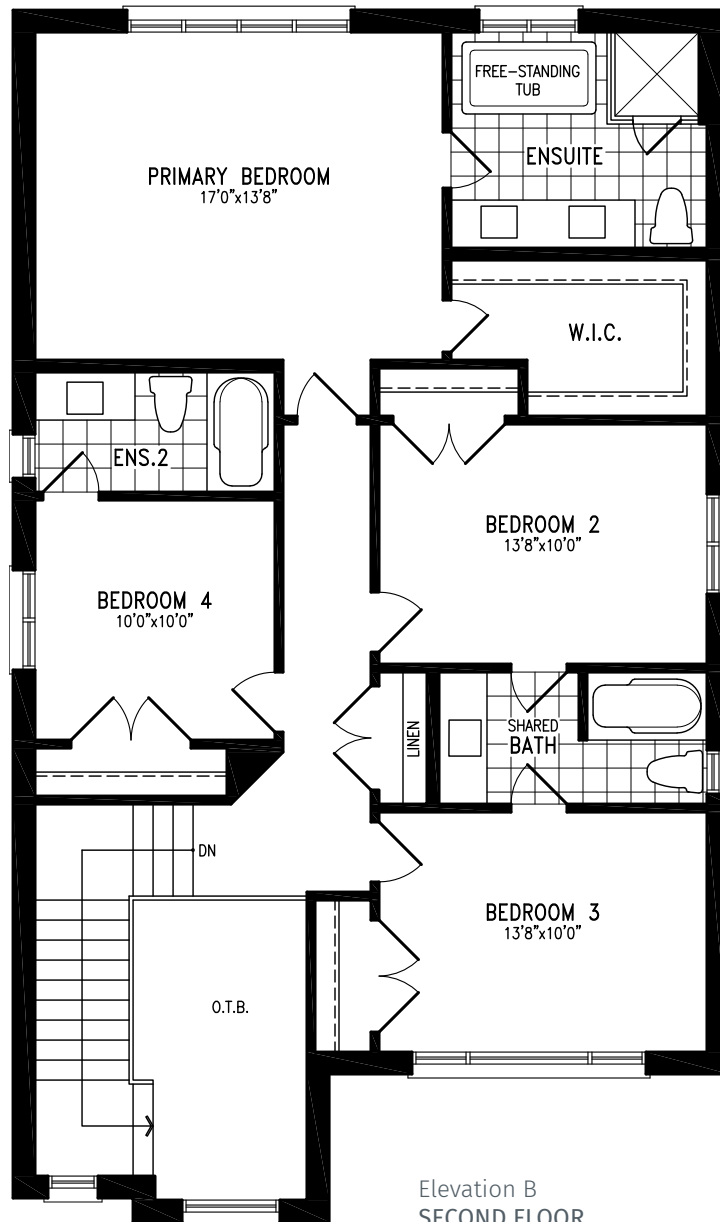 FREE-STANDING
TUB
ENSUITE
PRIMARY BEDROOM
17'0"x13'8"
W.I.C.
ENS.2
BEDROOM 2
13'8"x10'0"
BEDROOM 4
10'0"x10'0"
LINEN
SHARED
BATH
DN
BEDROOM 3
13'8"x10'0"
O.T.B.
Elevation B
SECOND FLOOR